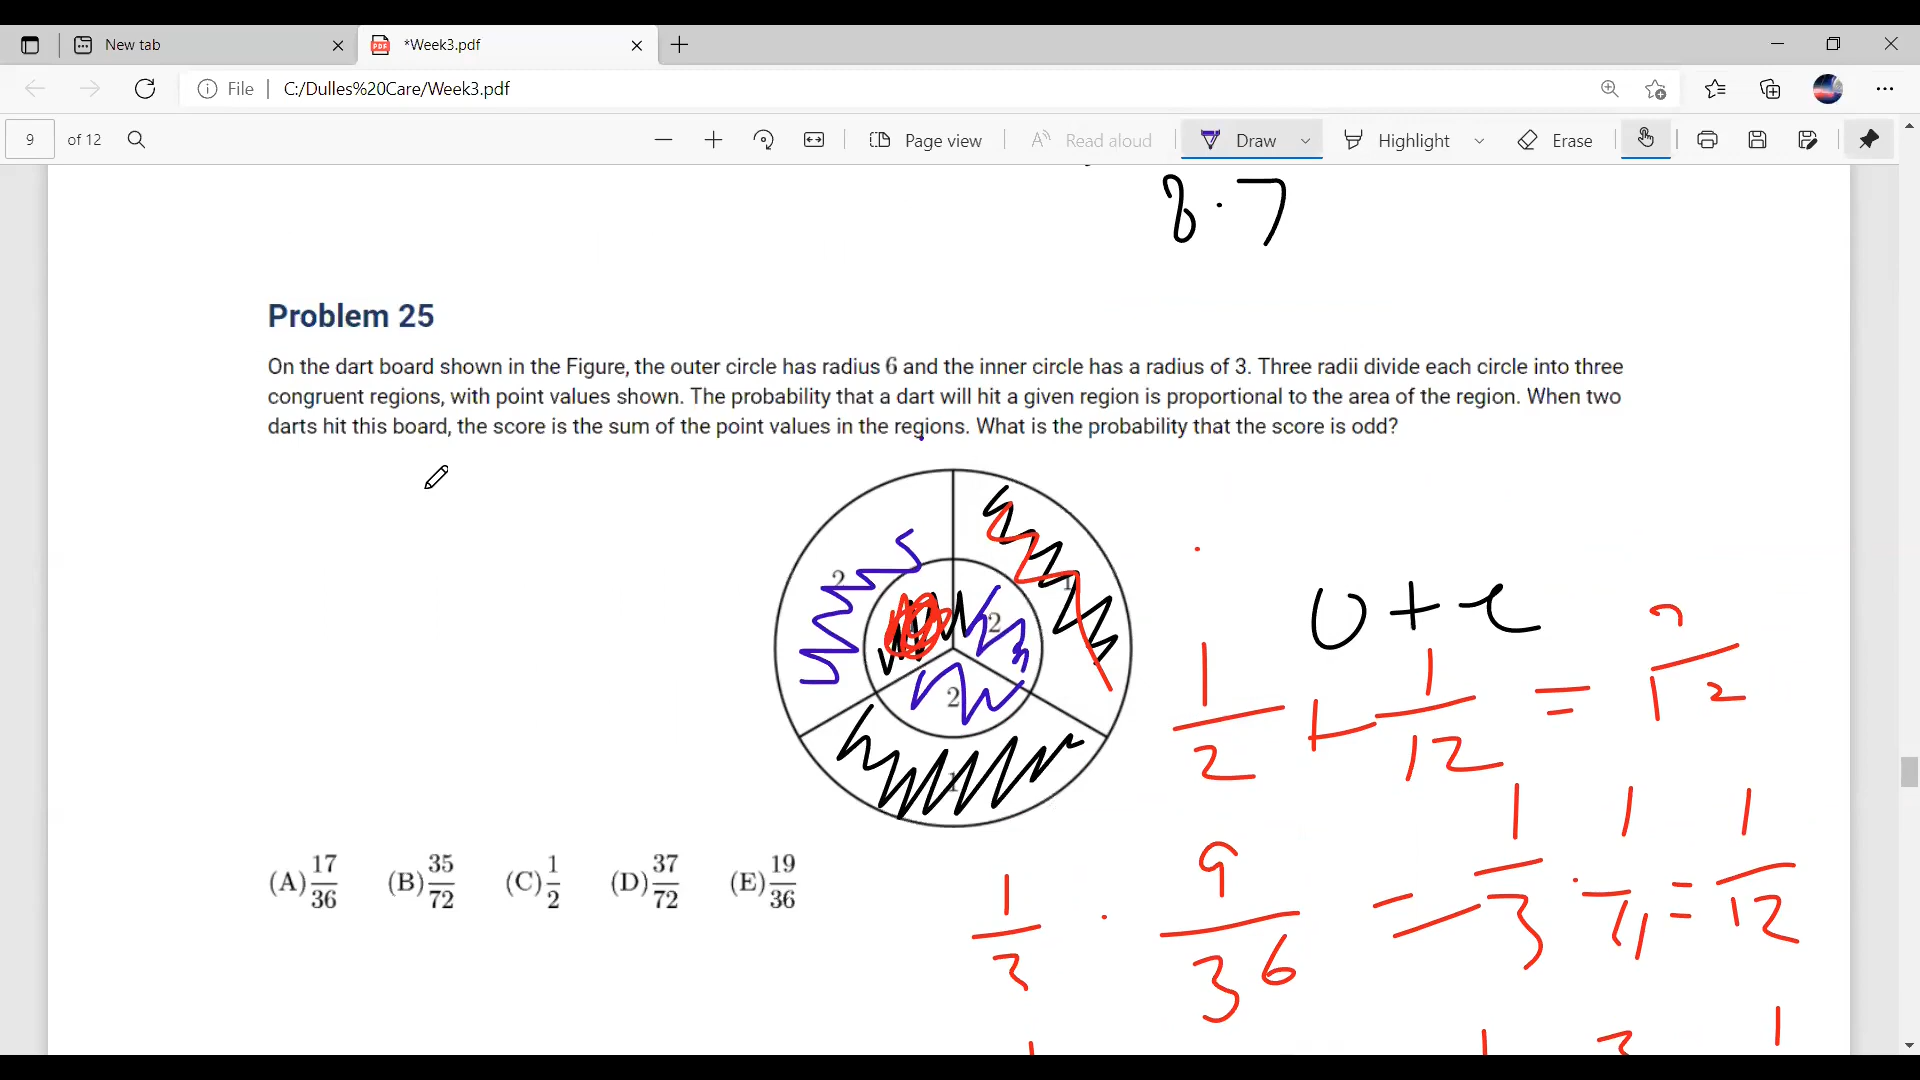 New tab
*Week3.pdf
File | C:/Dulles%20Care/Week3.pdf
9 of 12
Page view
Read aloud
Draw
Highlight
Erase
8 · 7
Problem 25
On the dart board shown in the Figure, the outer circle has radius 6 and the inner circle has a radius of 3. Three radii divide each circle into three
congruent regions, with point values shown. The probability that a dart will hit a given region is proportional to the area of the region. When two
darts hit this board, the score is the sum of the point values in the regions. What is the probability that the score is odd?
2 1
2
2
1
o + e
1/2 + 1/12 = /12
(A) 17/36 (B) 35/72 (C) 1/2 (D) 37/72 (E) 19/36
1/3 · 9/36 = 1/3 · 1/4 = 1/12